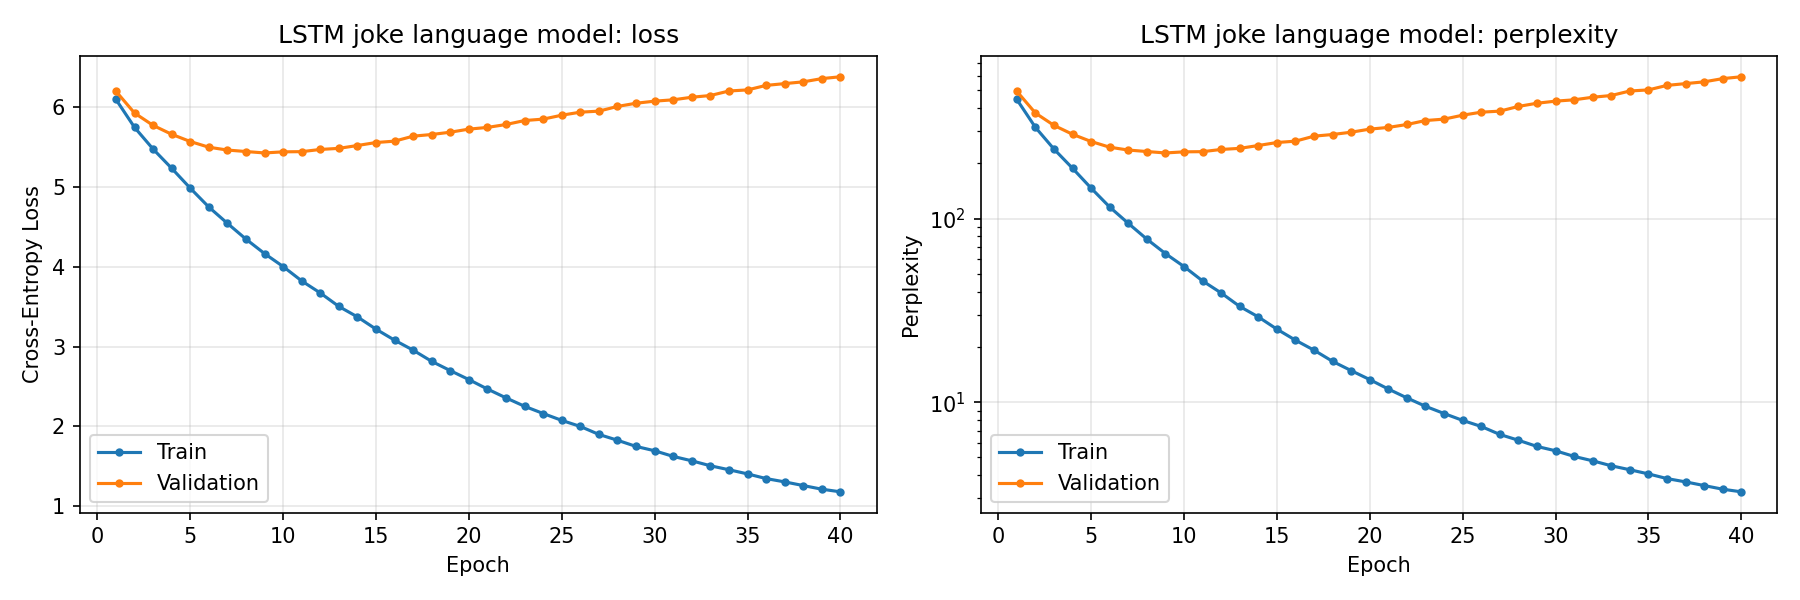 LSTM joke language model: loss
Cross-Entropy Loss
6
5
4
3
2
1
0 5 10 15 20 25 30 35 40
Epoch
Train
Validation
LSTM joke language model: perplexity
Perplexity
10²
10¹
0 5 10 15 20 25 30 35 40
Epoch
Train
Validation